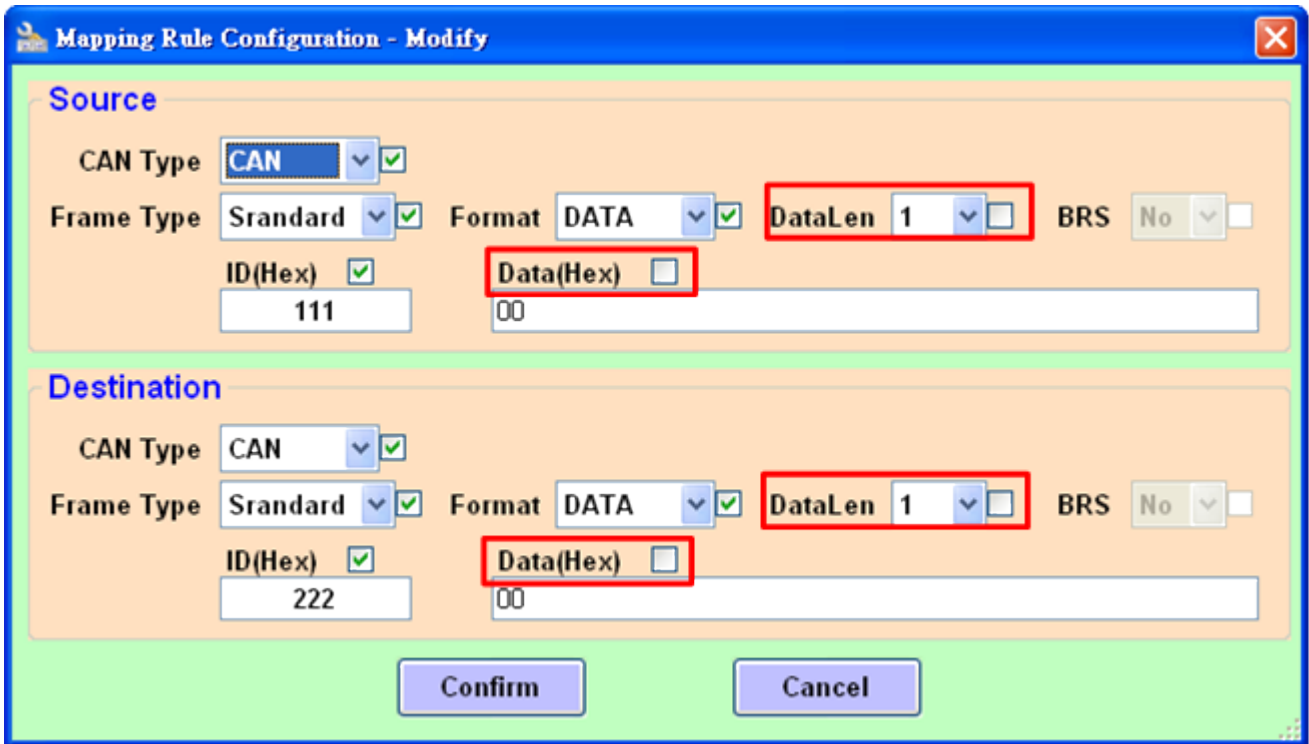 Mapping Rule Configuration - Modify
Source
CAN Type CAN
Frame Type Srandard Format DATA DataLen 1 BRS No
ID(Hex) Data(Hex)
111 00
Destination
CAN Type CAN
Frame Type Srandard Format DATA DataLen 1 BRS No
ID(Hex) Data(Hex)
222 00
Confirm Cancel